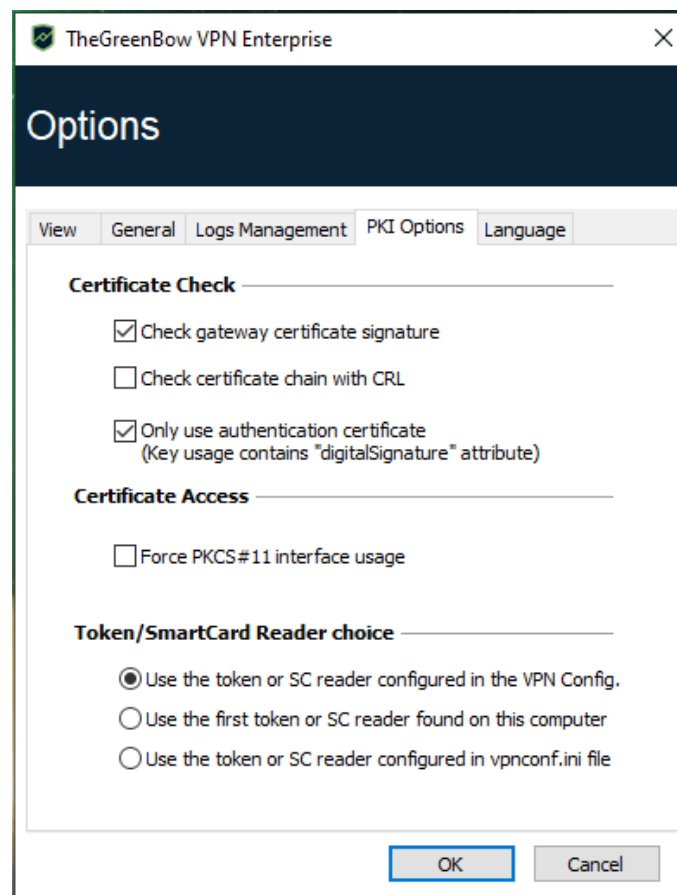 TheGreenBow VPN Enterprise
Options
View General Logs Management PKI Options Language
Certificate Check
Check gateway certificate signature
Check certificate chain with CRL
Only use authentication certificate
(Key usage contains "digitalSignature" attribute)
Certificate Access
Force PKCS#11 interface usage
Token/SmartCard Reader choice
Use the token or SC reader configured in the VPN Config.
Use the first token or SC reader found on this computer
Use the token or SC reader configured in vpnconf.ini file
OK Cancel